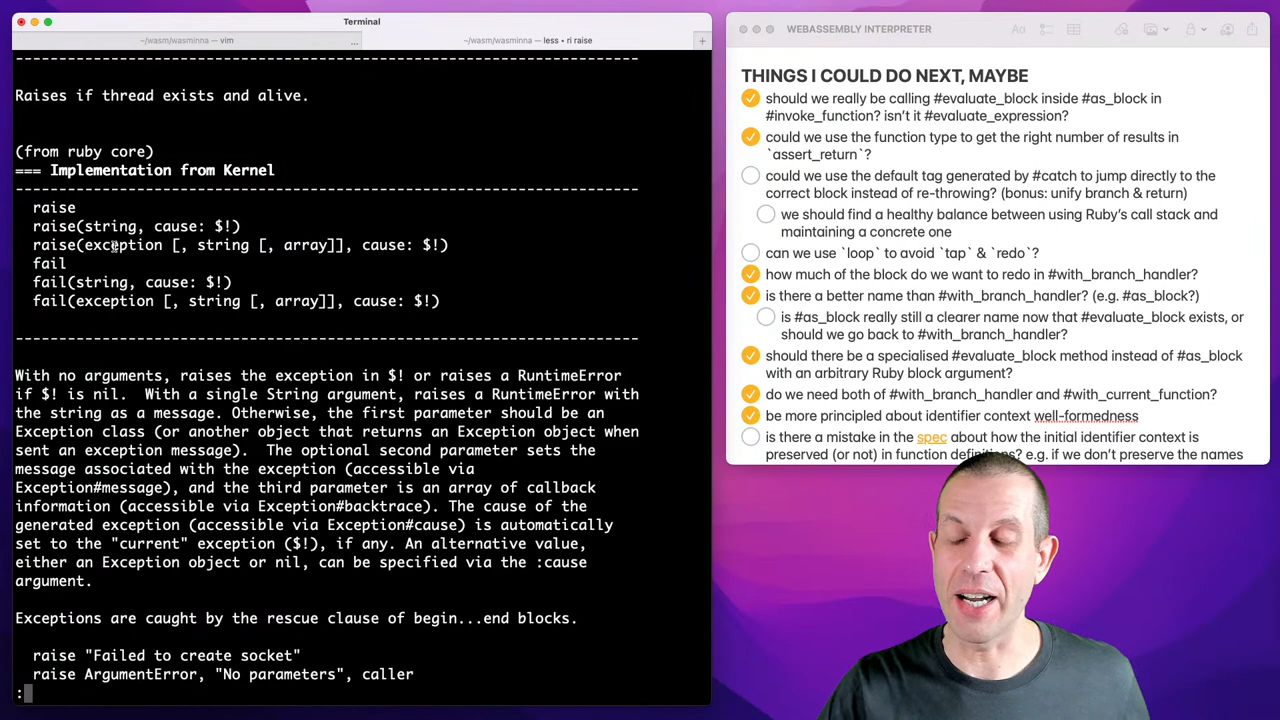 Terminal
~/wasm/wasminna — vim
...
~/wasm/wasminna — less • ri raise
+
--------------------------------------------------------------------
Raises if thread exists and alive.
(from ruby core)
=== Implementation from Kernel
--------------------------------------------------------------------
raise
raise(string, cause: $!)
raise(exception [, string [, array]], cause: $!)
fail
fail(string, cause: $!)
fail(exception [, string [, array]], cause: $!)
--------------------------------------------------------------------
With no arguments, raises the exception in $! or raises a RuntimeError
if $! is nil.  With a single String argument, raises a RuntimeError with
the string as a message. Otherwise, the first parameter should be an
Exception class (or another object that returns an Exception object when
sent an exception message).  The optional second parameter sets the
message associated with the exception (accessible via
Exception#message), and the third parameter is an array of callback
information (accessible via Exception#backtrace). The cause of the
generated exception (accessible via Exception#cause) is automatically
set to the "current" exception ($!), if any. An alternative value,
either an Exception object or nil, can be specified via the :cause
argument.
Exceptions are caught by the rescue clause of begin...end blocks.
raise "Failed to create socket"
raise ArgumentError, "No parameters", caller
:
WEBASSEMBLY INTERPRETER
Aa
THINGS I COULD DO NEXT, MAYBE
should we really be calling #evaluate_block inside #as_block in
#invoke_function? isn't it #evaluate_expression?
could we use the function type to get the right number of results in
`assert_return`?
could we use the default tag generated by #catch to jump directly to the
correct block instead of re-throwing? (bonus: unify branch & return)
we should find a healthy balance between using Ruby's call stack and
maintaining a concrete one
can we use `loop` to avoid `tap` & `redo`?
how much of the block do we want to redo in #with_branch_handler?
is there a better name than #with_branch_handler? (e.g. #as_block?)
is #as_block really still a clearer name now that #evaluate_block exists, or
should we go back to #with_branch_handler?
should there be a specialised #evaluate_block method instead of #as_block
with an arbitrary Ruby block argument?
do we need both of #with_branch_handler and #with_current_function?
be more principled about identifier context well-formedness
is there a mistake in the spec about how the initial identifier context is
preserved (or not) in function definitions? e.g. if we don't preserve the names